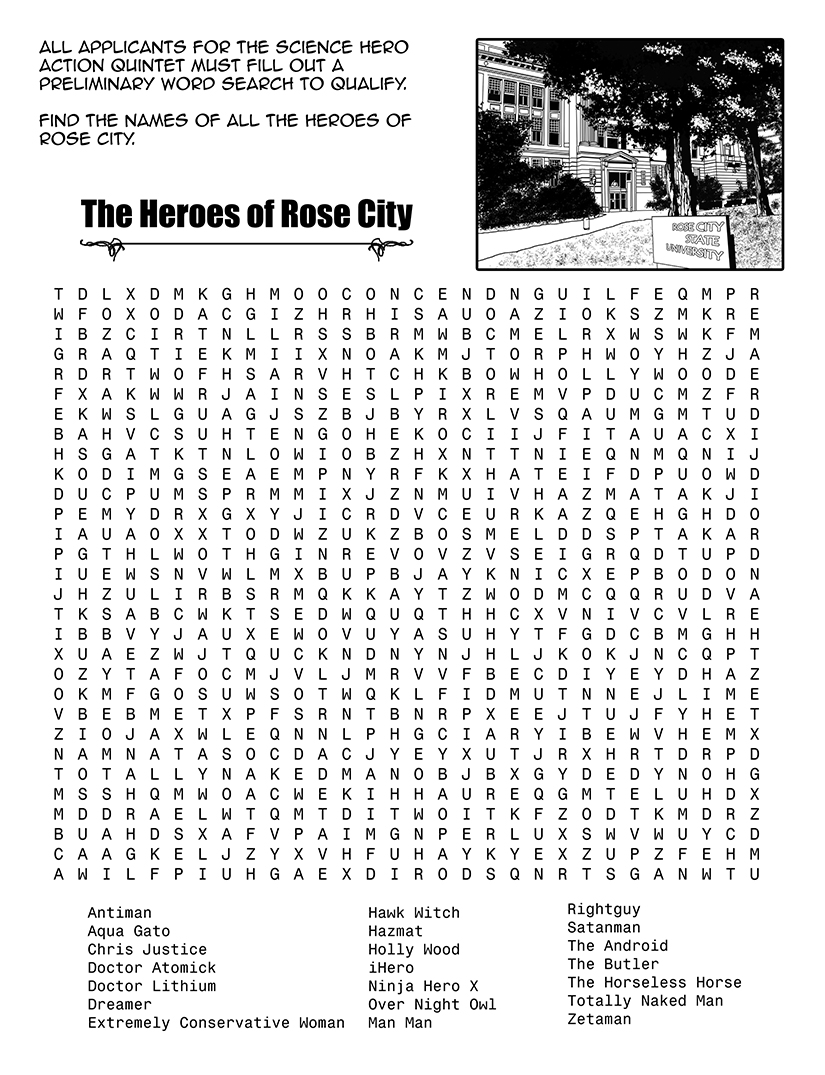 ALL APPLICANTS FOR THE SCIENCE HERO
ACTION QUINTET MUST FILL OUT A
PRELIMINARY WORD SEARCH TO QUALIFY.
FIND THE NAMES OF ALL THE HEROES OF
ROSE CITY.
ROSE CITY
STATE
UNIVERSITY
The Heroes of Rose City
T D L X D M K G H M O O C O N C E N D N G U I L F E Q M P R
W F O X O D A C G I Z H R H I S A U O A Z I O K S Z M K R E
I B Z C I R T N L L R S S B R M W B C M E L R X W S W K F M
G R A Q T I E K M I I X N O A K M J T O R P H W O Y H Z J A
R D R T W O F H S A R V H T C H K B O W H O L L Y W O O D E
F X A K W W R J A I N S E S L P I X R E M V P D U C M Z F R
E K W S L G U A G J S Z B J B Y R X L V S Q A U M G M T U D
B A H V C S U H T E N G O H E K O C I I J F I T A U A C X I
H S G A T K T N L O W I O B Z H X N T T N I E Q N M Q N I J
K O D I M G S E A E M P N Y R F K X H A T E I F D P U O W D
D U C P U M S P R M M I X J Z N M U I V H A Z M A T A K J I
P E M Y D R X G X Y J I C R D V C E U R K A Z Q E H G H D O
I A U A O X X T O D W Z U K Z B O S M E L D D S P T A K A R
P G T H L W O T H G I N R E V O V Z V S E I G R Q D T U P D
I U E W S N V W L M X B U P B J A Y K N I C X E P B O D O N
J H Z U L I R B S R M Q K K A Y T Z W O D M C Q Q R U D V A
T K S A B C W K T S E D W Q U Q T H H C X V N I V C V L R E
I B B V Y J A U X E W O V U Y A S U H Y T F G D C B M G H H
X U A E Z W J T Q U C K N D N Y N J H L J K O K J N C Q P T
O Z Y T A F O C M J V L J M R V V F B E C D I Y E Y D H A Z
O K M F G O S U W S O T W Q K L F I D M U T N N E J L I M E
V B E B M E T X P F S R N T B N R P X E E J T U J F Y H E T
Z I O J A X W L E Q N N L P H G C I A R Y I B E W V H E M X
N A M N A T A S O C D A C J Y E Y X U T J R X H R T D R P D
T O T A L L Y N A K E D M A N O B J B X G Y D E D Y N O H G
M S S H Q M W O A C W E K I H H A U R E Q G M T E L U H D X
M D D R A E L W T Q M T D I T W O I T K F Z O D T K M D R Z
B U A H D S X A F V P A I M G N P E R L U X S W V W U Y C D
C A A G K E L J Z Y X V H F U H A Y K Y E X Z U P Z F E H M
A W I L F P I U H G A E X D I R O D S Q N R T S G A N W T U
Antiman
Aqua Gato
Chris Justice
Doctor Atomick
Doctor Lithium
Dreamer
Extremely Conservative Woman
Hawk Witch
Hazmat
Holly Wood
iHero
Ninja Hero X
Over Night Owl
Man Man
Rightguy
Satanman
The Android
The Butler
The Horseless Horse
Totally Naked Man
Zetaman